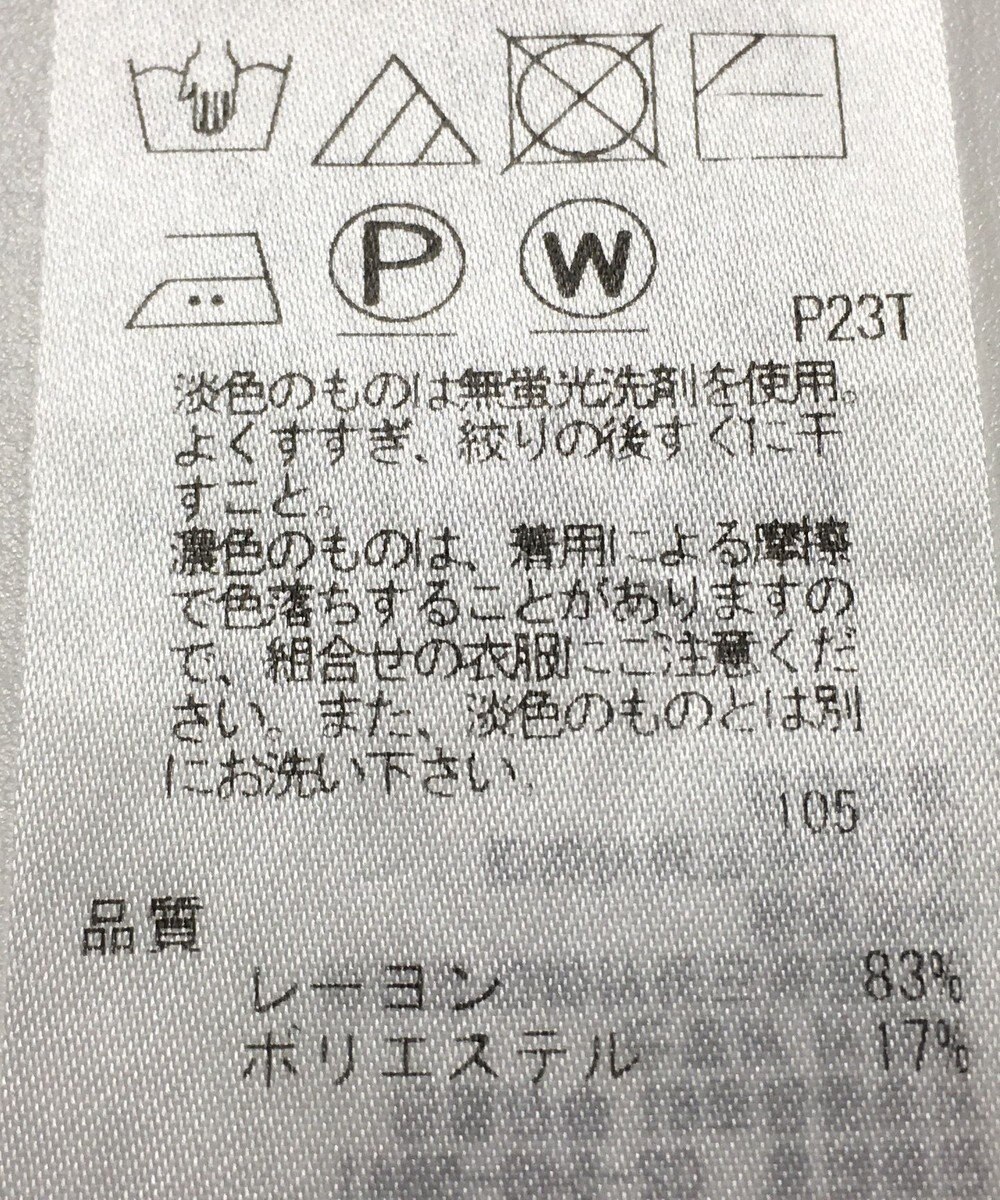 P W
P23T
淡色のものは無蛍光洗剤を使用。
よくすすぎ、絞りの後すぐに干
すこと。
濃色のものは、着用による摩擦
で色落ちすることがありますの
で、組合せの衣服にご注意くだ
さい。また、淡色のものとは別
にお洗い下さい.
105
品質
レーヨン 83%
ポリエステル 17%